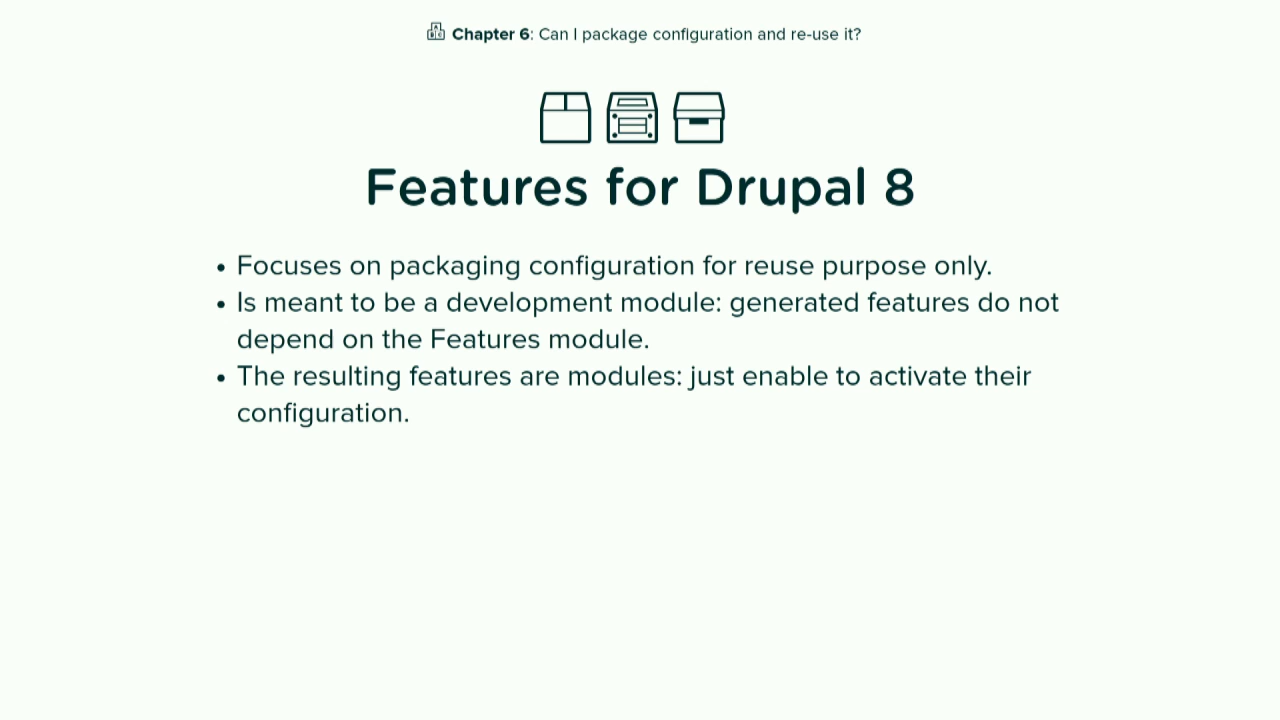 Chapter 6: Can I package configuration and re-use it?
Features for Drupal 8
• Focuses on packaging configuration for reuse purpose only.
• Is meant to be a development module: generated features do not
depend on the Features module.
• The resulting features are modules: just enable to activate their
configuration.